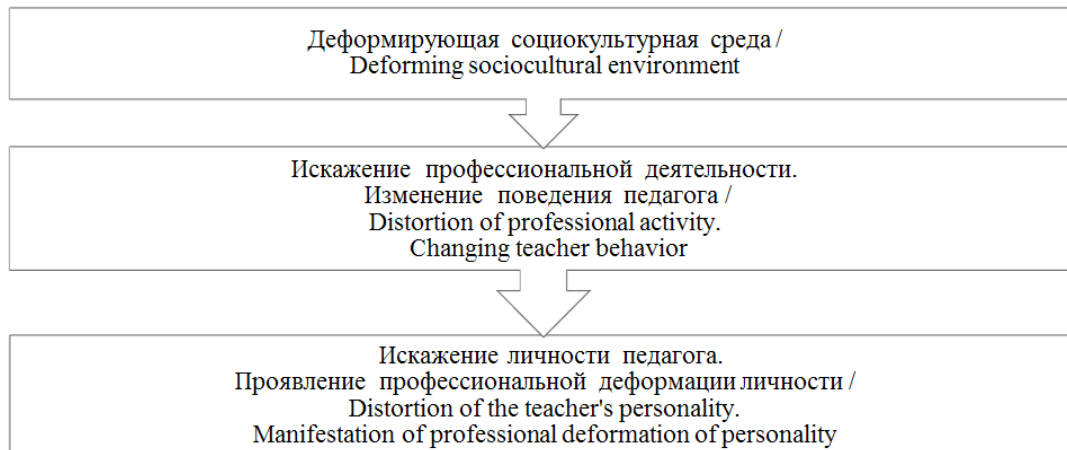 Деформирующая социокультурная среда /
Deforming sociocultural environment
Искажение профессиональной деятельности.
Изменение поведения педагога /
Distortion of professional activity.
Changing teacher behavior
Искажение личности педагога.
Проявление профессиональной деформации личности /
Distortion of the teacher's personality.
Manifestation of professional deformation of personality